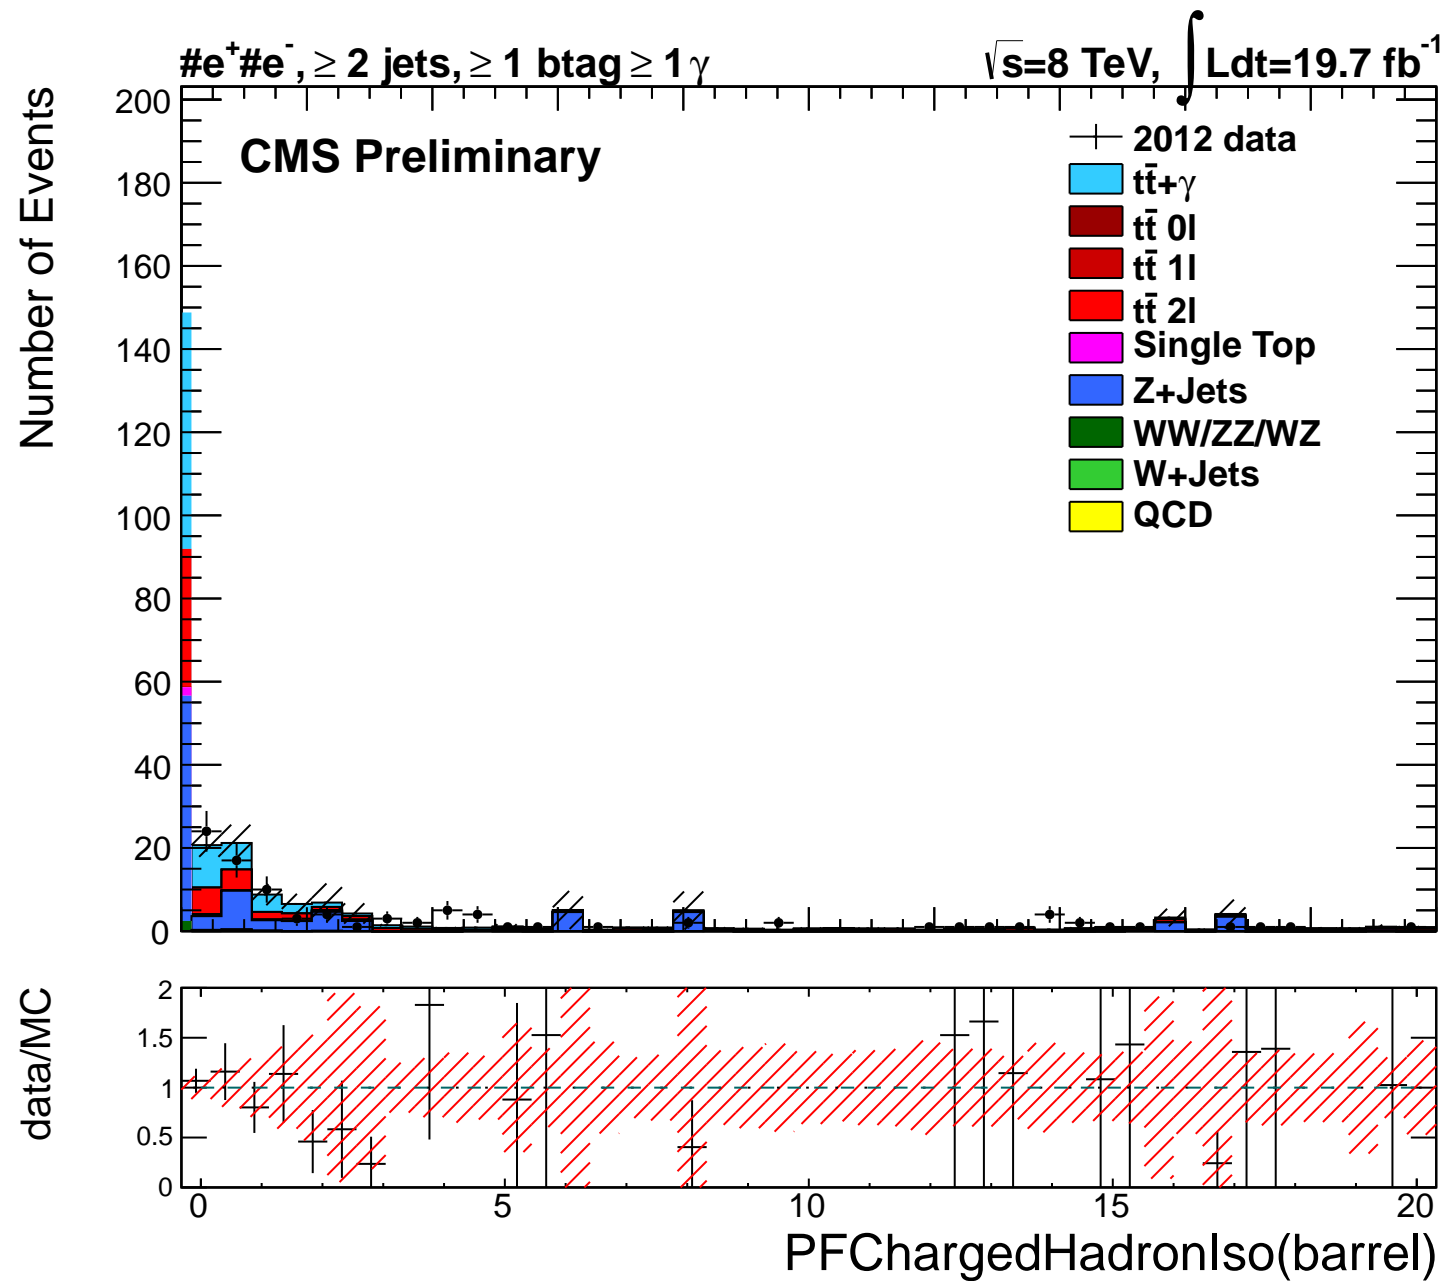 #e⁺#e⁻, ≥ 2 jets, ≥ 1 btag ≥ 1γ
√s=8 TeV, ∫Ldt=19.7 fb⁻¹
Number of Events
200
180
160
140
120
100
80
60
40
20
0
CMS Preliminary
2012 data
tt̄+γ
tt̄ 0l
tt̄ 1l
tt̄ 2l
Single Top
Z+Jets
WW/ZZ/WZ
W+Jets
QCD
data/MC
2
1.5
1
0.5
0
0 5 10 15 20
PFChargedHadronIso(barrel)